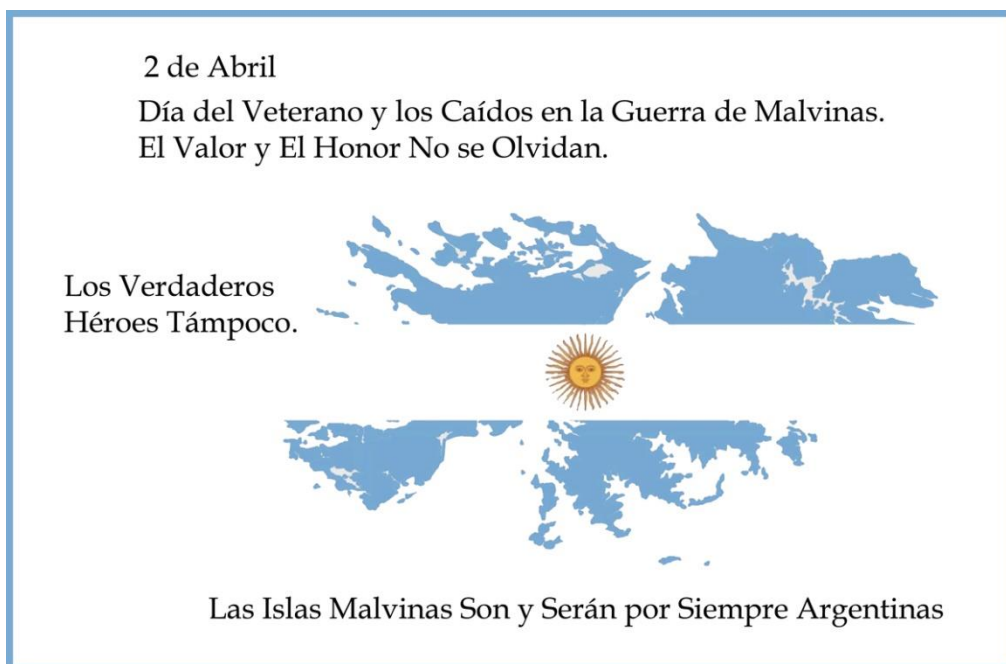 2 de Abril
Día del Veterano y los Caídos en la Guerra de Malvinas.
El Valor y El Honor No se Olvidan.
Los Verdaderos
Héroes Támpoco.
Las Islas Malvinas Son y Serán por Siempre Argentinas